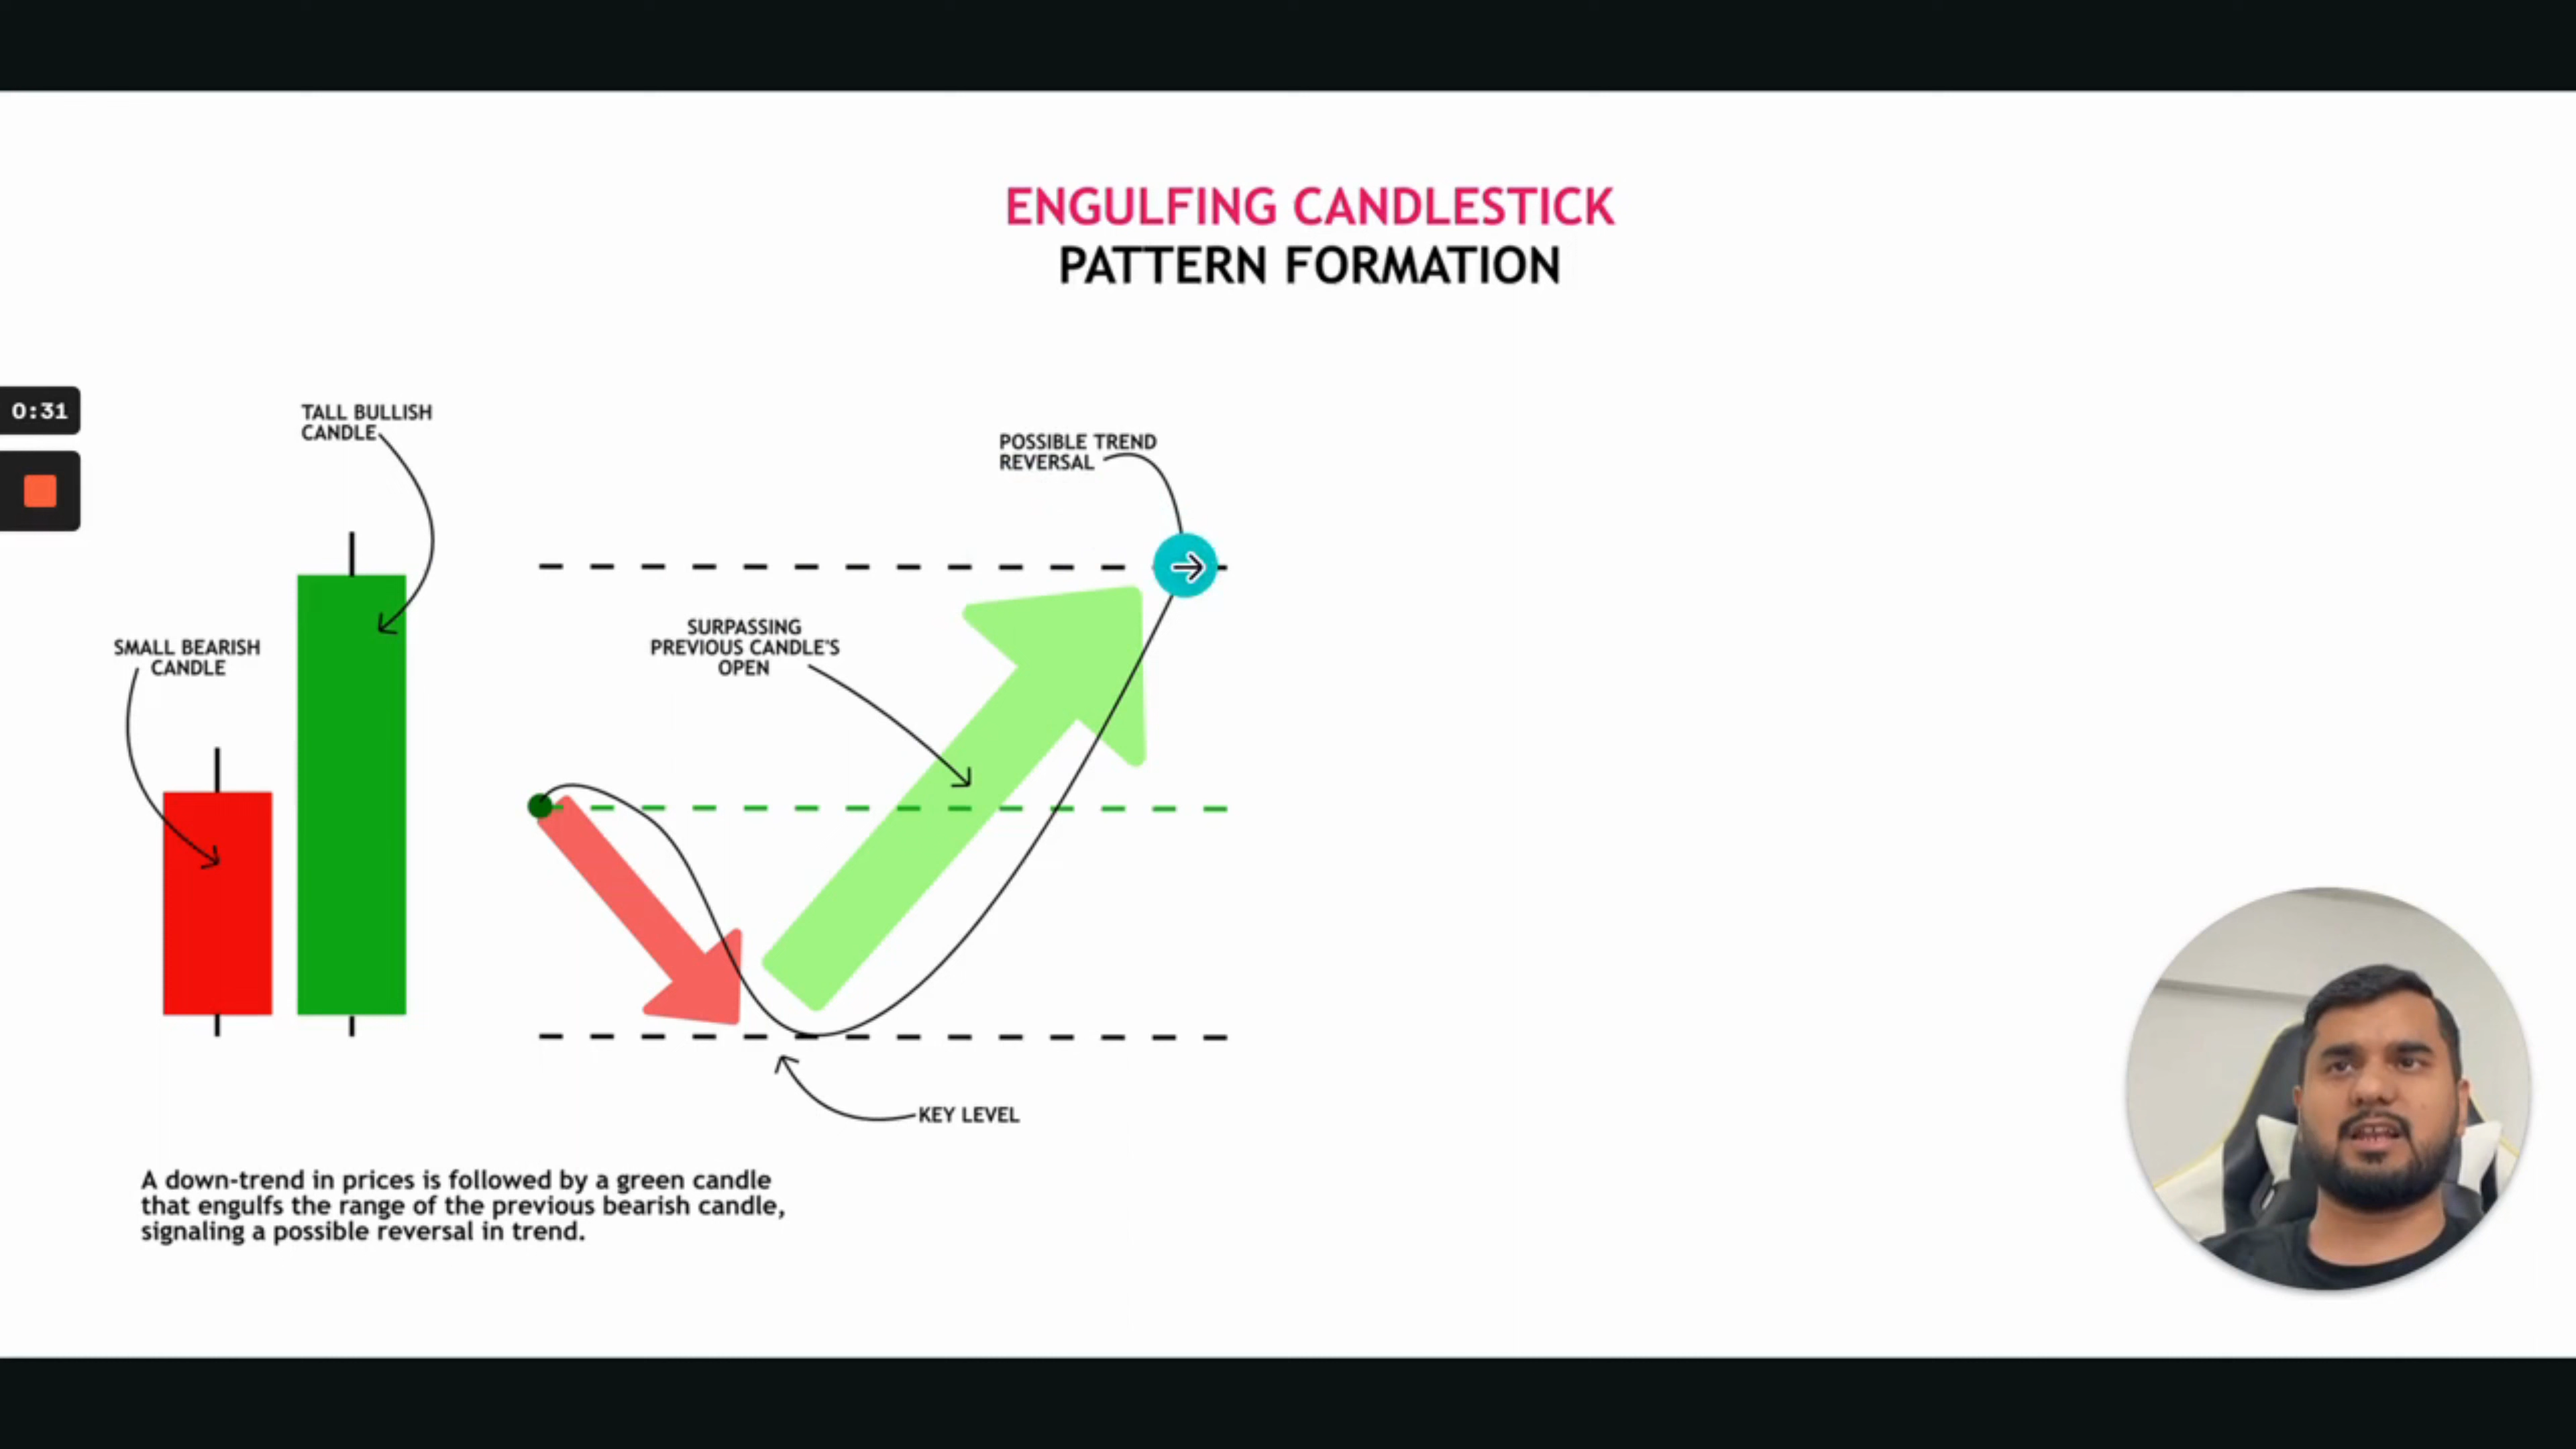 ENGULFING CANDLESTICK
PATTERN FORMATION
0:31
TALL BULLISH
CANDLE
POSSIBLE TREND
REVERSAL
SMALL BEARISH
CANDLE
SURPASSING
PREVIOUS CANDLE'S
OPEN
KEY LEVEL
A down-trend in prices is followed by a green candle
that engulfs the range of the previous bearish candle,
signaling a possible reversal in trend.